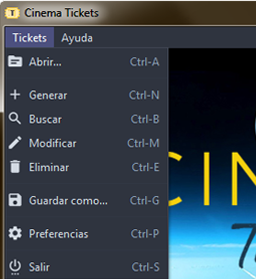 T Cinema Tickets
Tickets Ayuda
Abrir... Ctrl-A
Generar Ctrl-N
Buscar Ctrl-B
Modificar Ctrl-M
Eliminar Ctrl-E
Guardar como... Ctrl-G
Preferencias Ctrl-P
Salir Ctrl-S
CIN